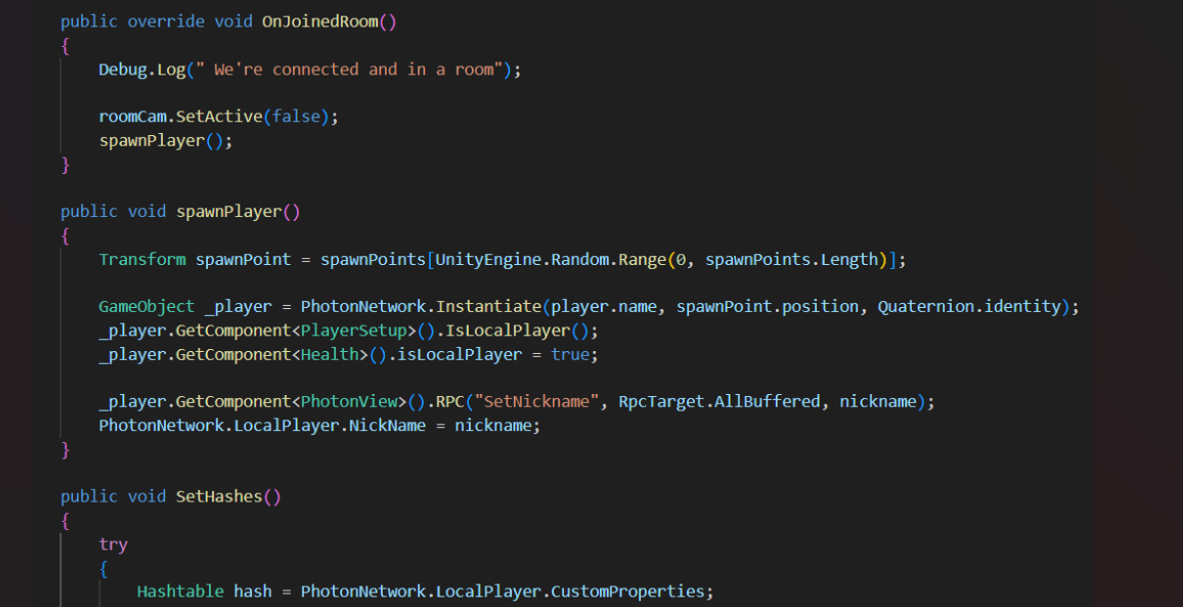 public override void OnJoinedRoom()
{
Debug.Log(" We're connected and in a room");
roomCam.SetActive(false);
spawnPlayer();
}
public void spawnPlayer()
{
Transform spawnPoint = spawnPoints[UnityEngine.Random.Range(0, spawnPoints.Length)];
GameObject _player = PhotonNetwork.Instantiate(player.name, spawnPoint.position, Quaternion.identity);
_player.GetComponent<PlayerSetup>().IsLocalPlayer();
_player.GetComponent<Health>().isLocalPlayer = true;
_player.GetComponent<PhotonView>().RPC("SetNickname", RpcTarget.AllBuffered, nickname);
PhotonNetwork.LocalPlayer.NickName = nickname;
}
public void SetHashes()
{
try
{
Hashtable hash = PhotonNetwork.LocalPlayer.CustomProperties;